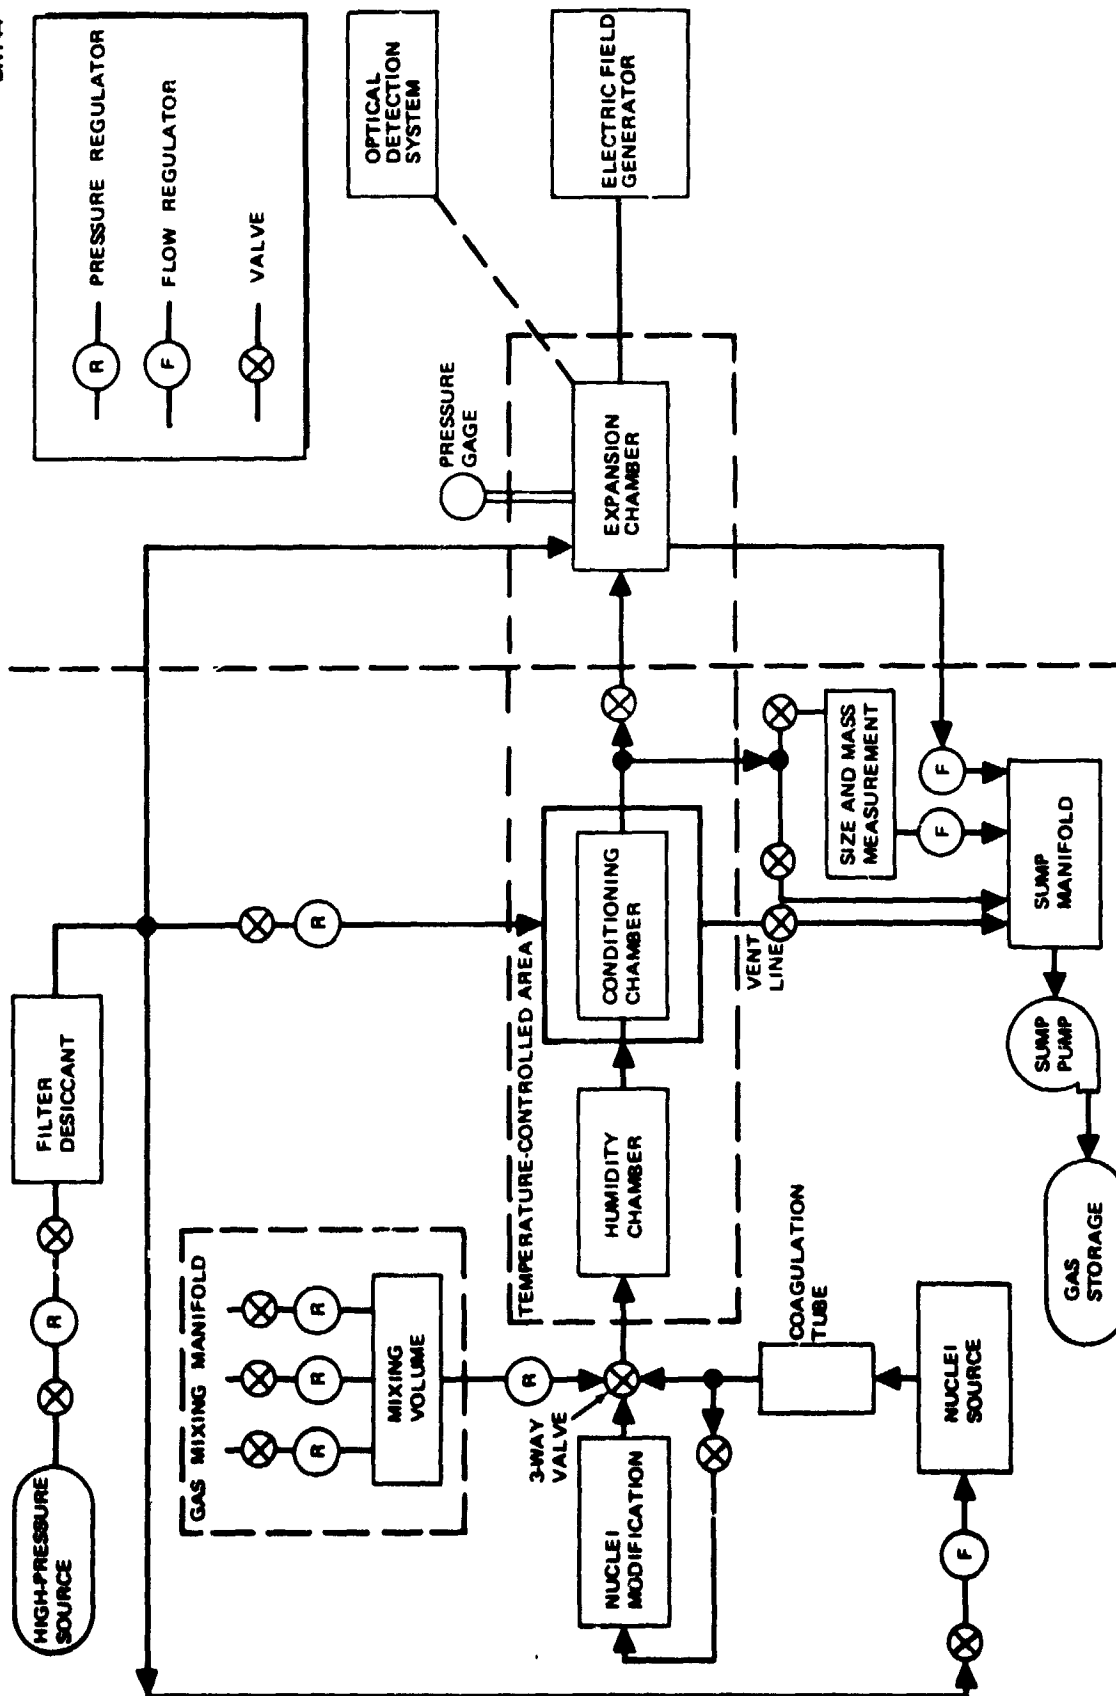 R PRESSURE REGULATOR
F FLOW REGULATOR
VALVE
HIGH-PRESSURE
SOURCE
R
FILTER
DESICCANT
GAS MIXING MANIFOLD
R
R
R
MIXING
VOLUME
R
3-WAY
VALVE
R
TEMPERATURE-CONTROLLED AREA
PRESSURE
GAGE
OPTICAL
DETECTION
SYSTEM
NUCLEI
MODIFICATION
HUMIDITY
CHAMBER
CONDITIONING
CHAMBER
EXPANSION
CHAMBER
ELECTRIC FIELD
GENERATOR
COAGULATION
TUBE
VENT
LINE
SIZE AND MASS
MEASUREMENT
NUCLEI
SOURCE
F
F
F
SUMP
MANIFOLD
SUMP
PUMP
GAS
STORAGE